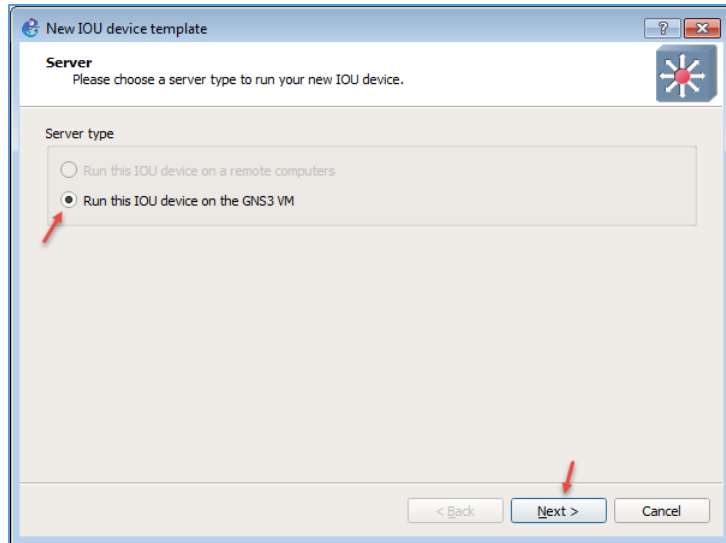 New IOU device template
Server
Please choose a server type to run your new IOU device.
Server type
Run this IOU device on a remote computers
Run this IOU device on the GNS3 VM
< Back
Next >
Cancel